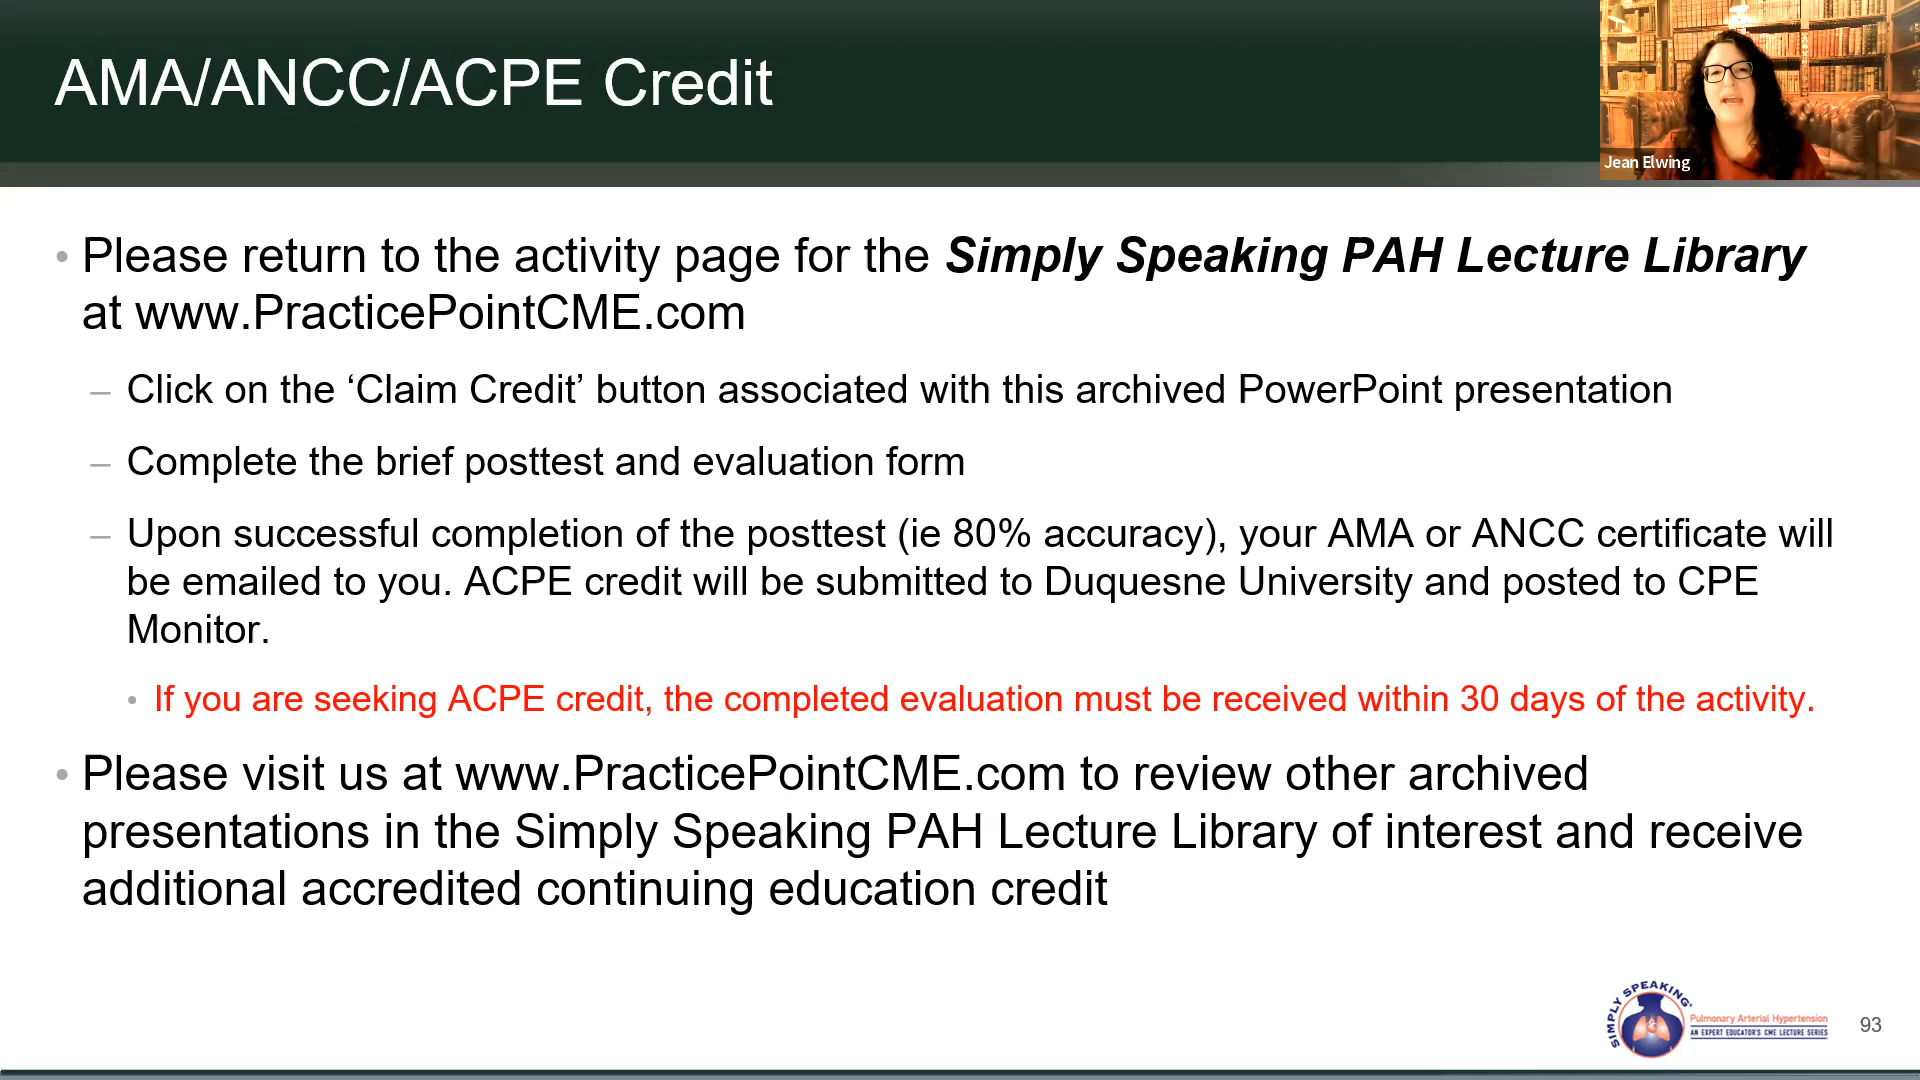 AMA/ANCC/ACPE Credit
Jean Elwing
• Please return to the activity page for the Simply Speaking PAH Lecture Library
at www.PracticePointCME.com
– Click on the ‘Claim Credit’ button associated with this archived PowerPoint presentation
– Complete the brief posttest and evaluation form
– Upon successful completion of the posttest (ie 80% accuracy), your AMA or ANCC certificate will
be emailed to you. ACPE credit will be submitted to Duquesne University and posted to CPE
Monitor.
• If you are seeking ACPE credit, the completed evaluation must be received within 30 days of the activity.
• Please visit us at www.PracticePointCME.com to review other archived
presentations in the Simply Speaking PAH Lecture Library of interest and receive
additional accredited continuing education credit
SIMPLY SPEAKING®
Pulmonary Arterial Hypertension
AN EXPERT EDUCATOR'S CME LECTURE SERIES
93